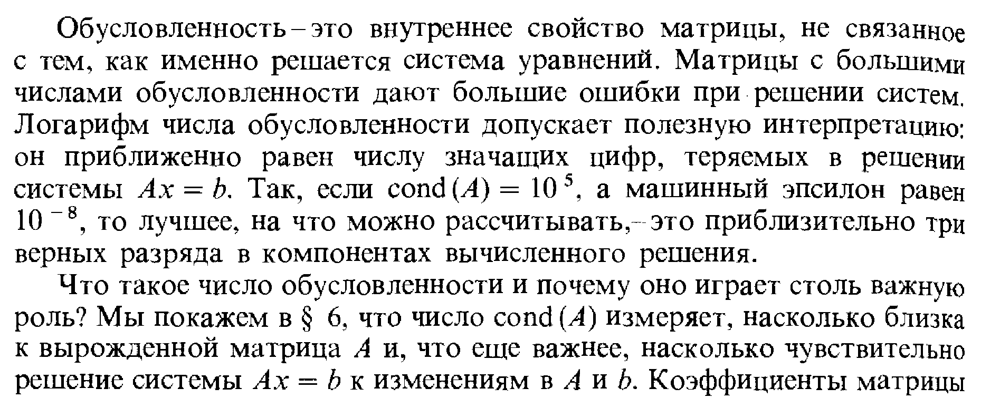 Обусловленность – это внутреннее свойство матрицы, не связанное
с тем, как именно решается система уравнений. Матрицы с большими
числами обусловленности дают большие ошибки при решении систем.
Логарифм числа обусловленности допускает полезную интерпретацию:
он приближенно равен числу значащих цифр, теряемых в решении
системы Ax = b. Так, если cond (A) = 10⁵, а машинный эпсилон равен
10⁻⁸, то лучшее, на что можно рассчитывать,– это приблизительно три
верных разряда в компонентах вычисленного решения.
Что такое число обусловленности и почему оно играет столь важную
роль? Мы покажем в § 6, что число cond (A) измеряет, насколько близка
к вырожденной матрица A и, что еще важнее, насколько чувствительно
решение системы Ax = b к изменениям в A и b. Коэффициенты матрицы